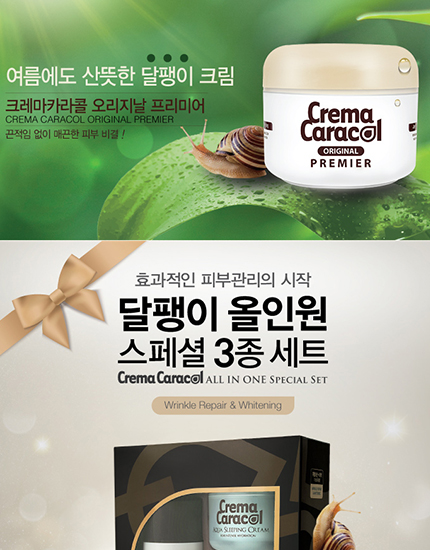 여름에도 산뜻한 달팽이 크림
크레마카라콜 오리지날 프리미어
CREMA CARACOL ORIGINAL PREMIER
끈적임 없이 매끈한 피부 비결!
Crema
Caracol
ORIGINAL
PREMIER
효과적인 피부관리의 시작
달팽이 올인원
스페셜 3종 세트
Crema Caracol ALL IN ONE SPECIAL SET
Wrinkle Repair & Whitening
Crema
Caracol
AQUA SLEEPING CREAM